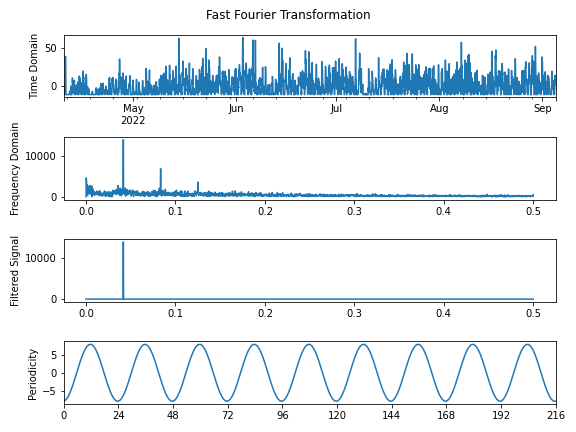 Fast Fourier Transformation
Time Domain
50
0
May
2022
Jun
Jul
Aug
Sep
Frequency Domain
10000
0
0.0 0.1 0.2 0.3 0.4 0.5
Filtered Signal
10000
0
0.0 0.1 0.2 0.3 0.4 0.5
Periodicity
5
0
−5
0 24 48 72 96 120 144 168 192 216